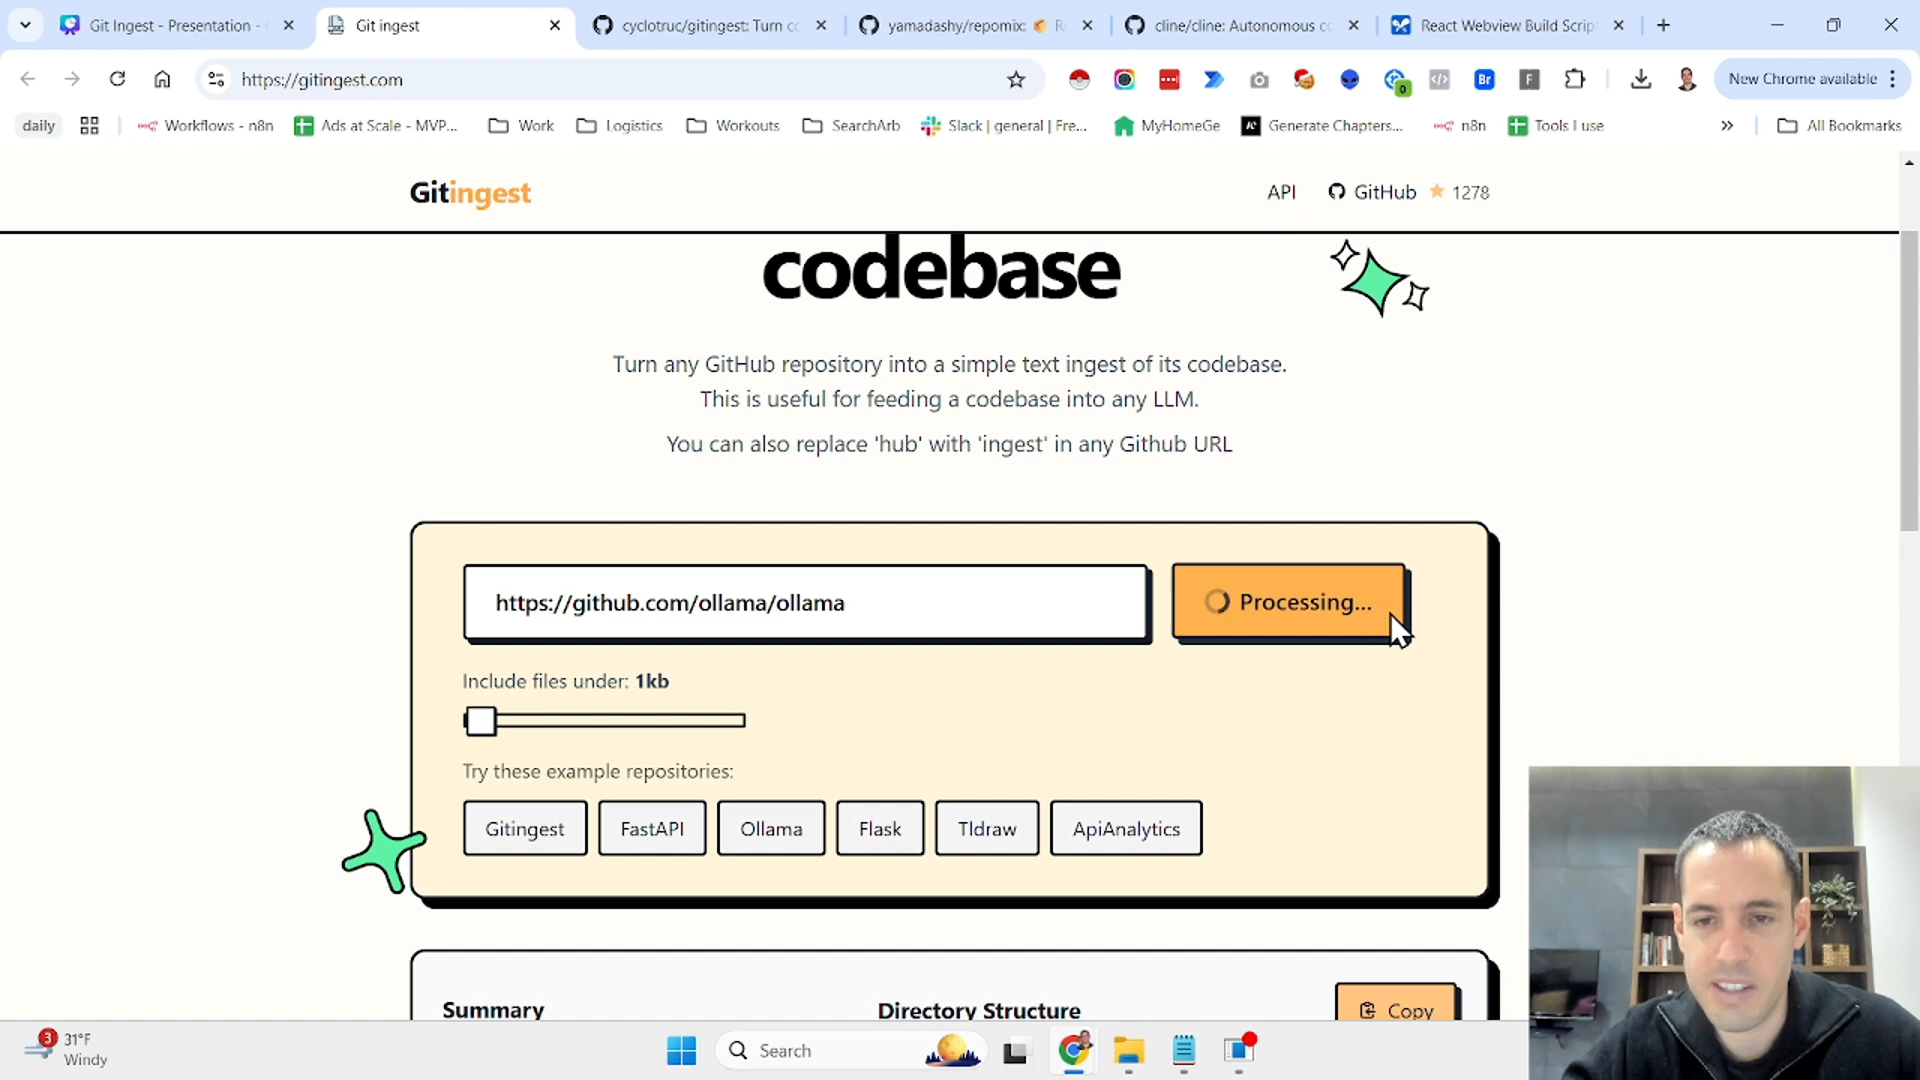 Git Ingest - Presentation -
Git ingest
cyclotruc/gitingest: Turn co
yamadashy/repomix: 📦 R
cline/cline: Autonomous co
React Webview Build Scrip
https://gitingest.com
0
Br
F
New Chrome available
daily
Workflows - n8n
Ads at Scale - MVP...
Work
Logistics
Workouts
SearchArb
Slack | general | Fre...
MyHomeGe
Generate Chapters...
n8n
Tools I use
All Bookmarks
Gitingest
API
GitHub
1278
codebase
Turn any GitHub repository into a simple text ingest of its codebase.
This is useful for feeding a codebase into any LLM.
You can also replace 'hub' with 'ingest' in any Github URL
https://github.com/ollama/ollama
Processing...
Include files under: 1kb
Try these example repositories:
Gitingest
FastAPI
Ollama
Flask
Tldraw
ApiAnalytics
Summary
Directory Structure
Copy
3
31°F
Windy
Search